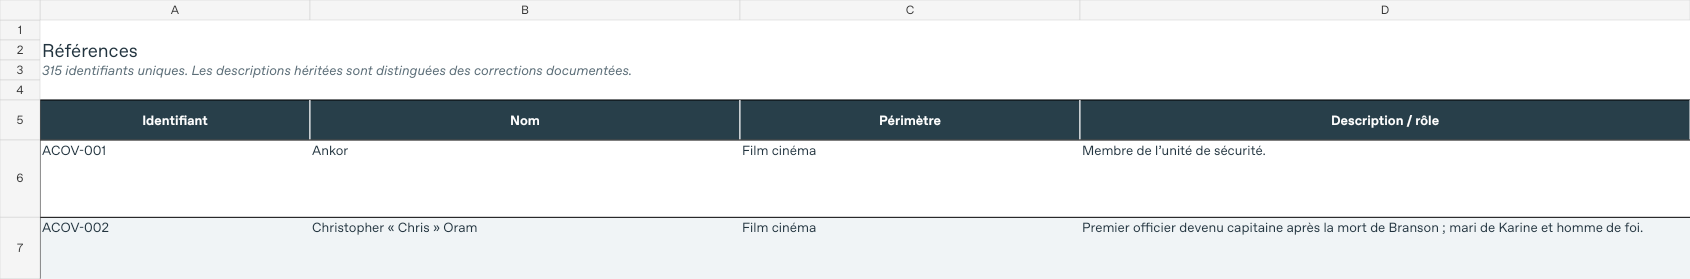 A B C D
1
2 Références
3 315 identifiants uniques. Les descriptions héritées sont distinguées des corrections documentées.
4
5 Identifiant Nom Périmètre Description / rôle
ACOV-001 Ankor Film cinéma Membre de l’unité de sécurité.
6
ACOV-002 Christopher « Chris » Oram Film cinéma Premier officier devenu capitaine après la mort de Branson ; mari de Karine et homme de foi.
7